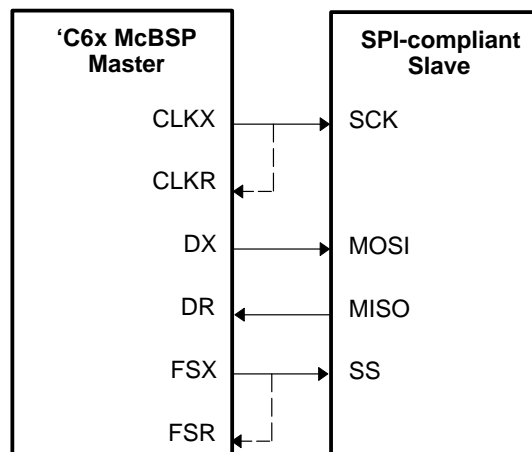 ‘C6x McBSP
Master
SPI-compliant
Slave
CLKX
SCK
CLKR
DX
MOSI
DR
MISO
FSX
SS
FSR